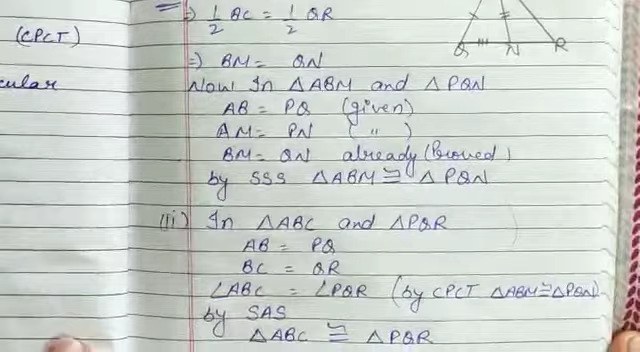 (CPCT)
cular
⇒ 1/2 BC = 1/2 QR
⇒ BM = QN
Now In △ABM and △PQN
AB = PQ (given)
AM = PN ( " )
BM = QN already (Proved)
by SSS △ABM ≅ △PQN
(ii) In △ABC and △PQR
AB = PQ
BC = QR
∠ABC = ∠PQR (by CPCT △ABM ≅ △PQN)
by SAS
△ABC ≅ △PQR
Q N R